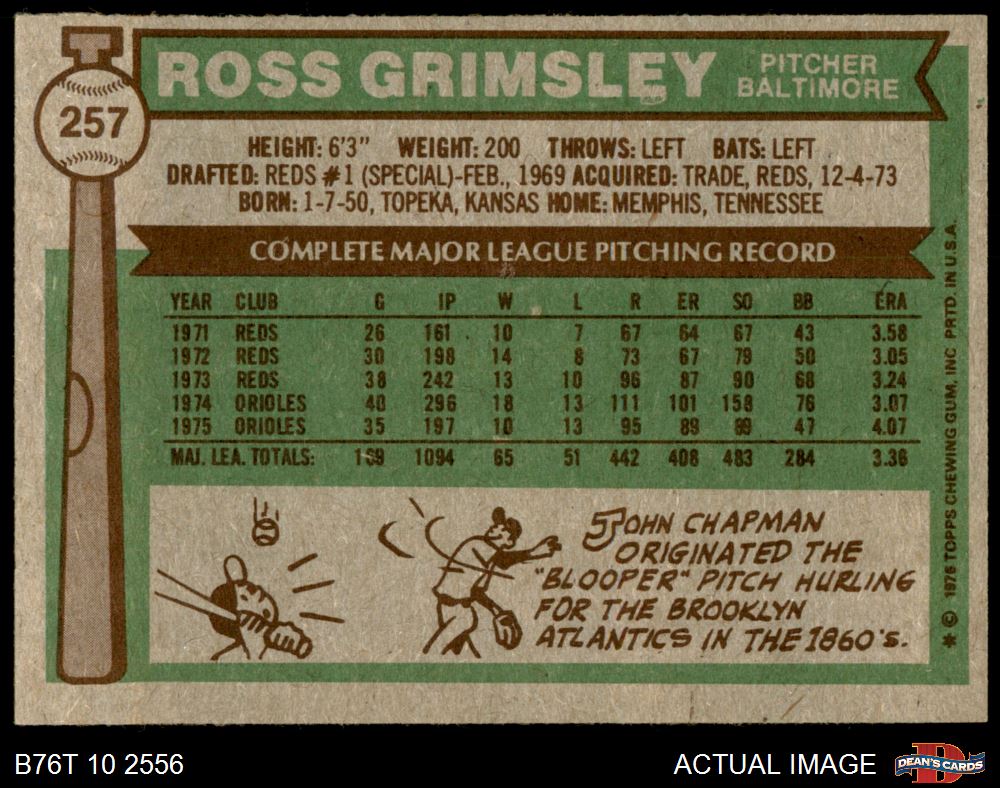 257
ROSS GRIMSLEY
PITCHER
BALTIMORE
HEIGHT: 6'3" WEIGHT: 200 THROWS: LEFT BATS: LEFT
DRAFTED: REDS #1 (SPECIAL)-FEB., 1969 ACQUIRED: TRADE, REDS, 12-4-73
BORN: 1-7-50, TOPEKA, KANSAS HOME: MEMPHIS, TENNESSEE
COMPLETE MAJOR LEAGUE PITCHING RECORD
YEAR CLUB G IP W L R ER SO BB ERA
1971 REDS 26 161 10 7 67 64 67 43 3.58
1972 REDS 30 198 14 8 73 67 79 50 3.05
1973 REDS 38 242 13 10 96 87 90 68 3.24
1974 ORIOLES 40 296 18 13 111 101 158 76 3.07
1975 ORIOLES 35 197 10 13 95 89 89 47 4.07
MAJ. LEA. TOTALS: 169 1094 65 51 442 408 483 284 3.36
JOHN CHAPMAN
ORIGINATED THE
"BLOOPER" PITCH HURLING
FOR THE BROOKLYN
ATLANTICS IN THE 1860's.
* © 1976 TOPPS CHEWING GUM, INC PRTD. IN U.S.A.
B76T 10 2556
ACTUAL IMAGE
D
DEAN'S CARDS